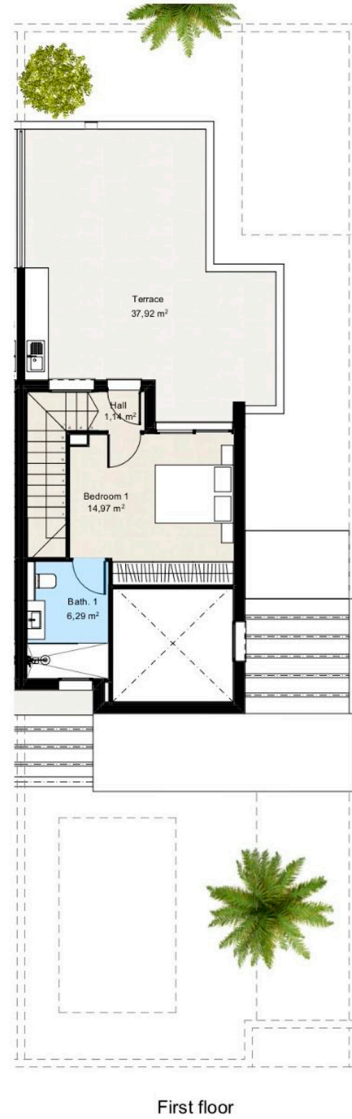 Terrace
37,92 m²
Hall
1,14 m²
Bedroom 1
14,97 m²
Bath. 1
6,29 m²
First floor